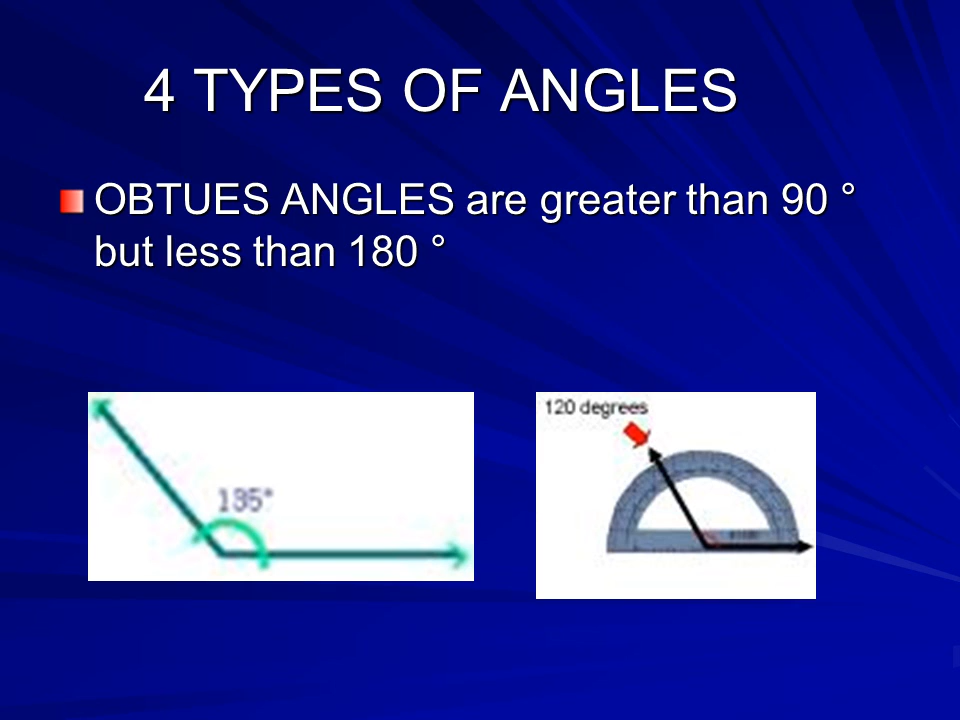 4 TYPES OF ANGLES
OBTUES ANGLES are greater than 90 °
but less than 180 °
135°
120 degrees